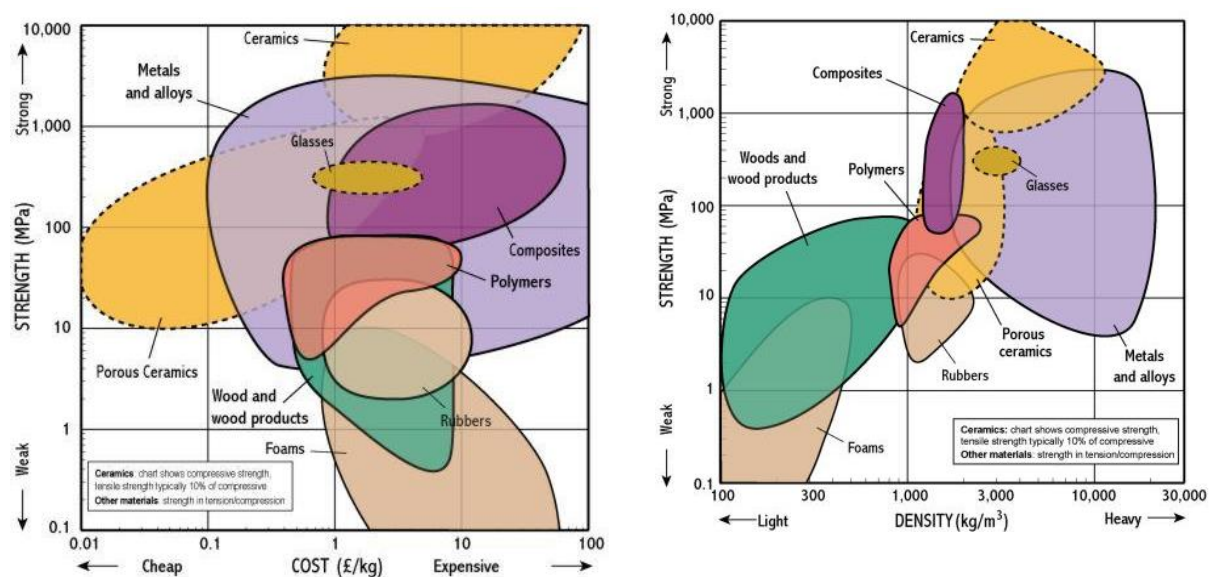 10,000
1,000
100
10
1
0.1
Strong
STRENGTH (MPa)
Weak
Ceramics
Metals
and alloys
Glasses
Composites
Polymers
Porous Ceramics
Wood and
wood products
Rubbers
Foams
Ceramics: chart shows compressive strength,
tensile strength typically 10% of compressive
Other materials: strength in tension/compression
0.01
0.1
1
10
100
Cheap
COST (£/kg)
Expensive
10,000
1,000
100
10
1
0.1
Strong
STRENGTH (MPa)
Weak
Ceramics
Composites
Woods and
wood products
Polymers
Glasses
Porous
ceramics
Rubbers
Metals
and alloys
Foams
Ceramics: chart shows compressive strength,
tensile strength typically 10% of compressive
Other materials: strength in tension/compression
100
300
1,000
3,000
10,000
30,000
Light
DENSITY (kg/m³)
Heavy